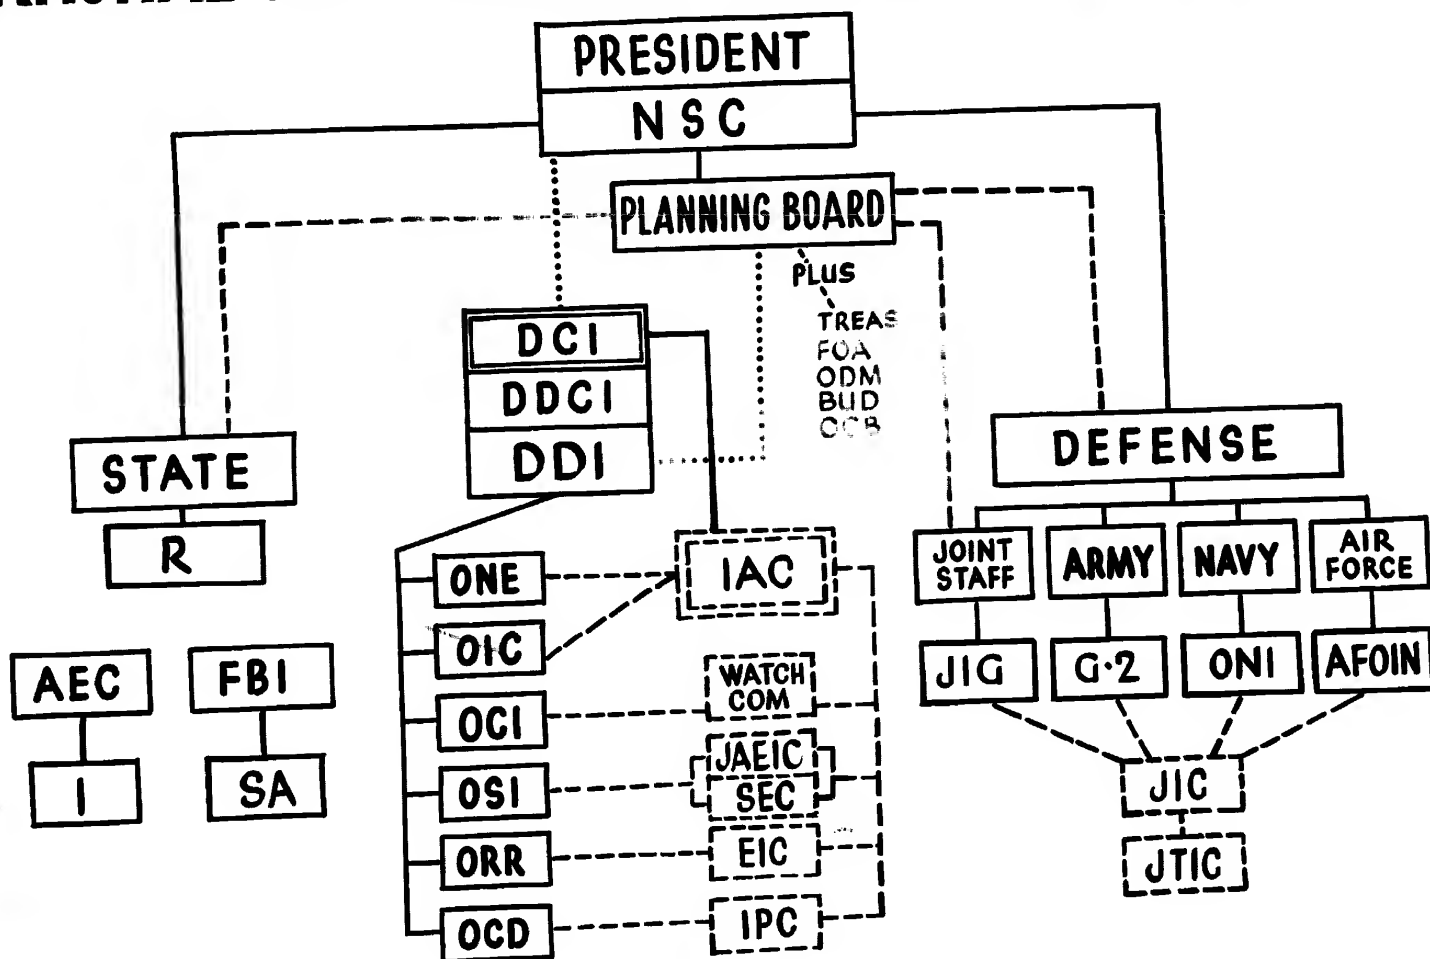 PRESIDENT
NSC
PLANNING BOARD
PLUS
TREAS
FOA
ODM
BUD
OCB
DCI
DDCI
DDI
STATE
R
DEFENSE
JOINT
STAFF
ARMY
NAVY
AIR
FORCE
ONE
IAC
OIC
JIG
G-2
ONI
AFOIN
AEC
FBI
WATCH
COM
OCI
I
SA
JAEIC
SEC
OSI
JIC
ORR
EIC
JTIC
OCD
IPC